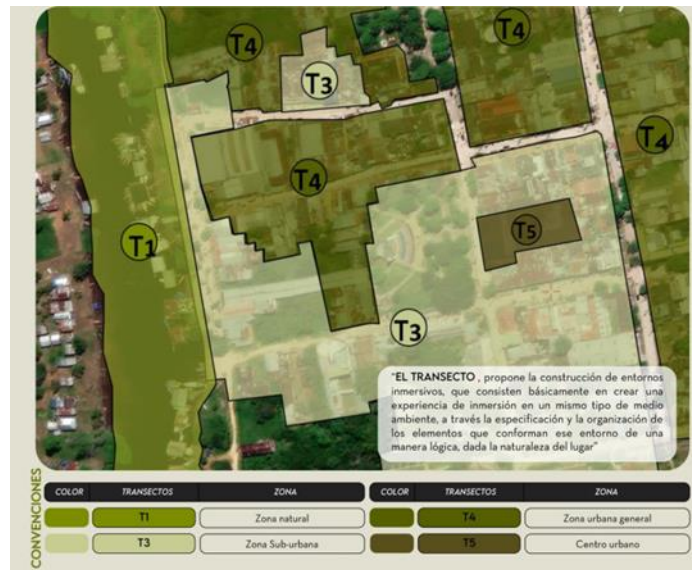 T4
T4
T3
T4
T4
T1
T5
T3
"EL TRANSECTO , propone la construcción de entornos
inmersivos, que consisten básicamente en crear una
experiencia de inmersión en un mismo tipo de medio
ambiente, a través la especificación y la organización de
los elementos que conforman ese entorno de una
manera lógica, dada la naturaleza del lugar"
CONVENCIONES
COLOR TRANSECTOS ZONA COLOR TRANSECTOS ZONA
T1 Zona natural T4 Zona urbana general
T3 Zona Sub-urbana T5 Centro urbano